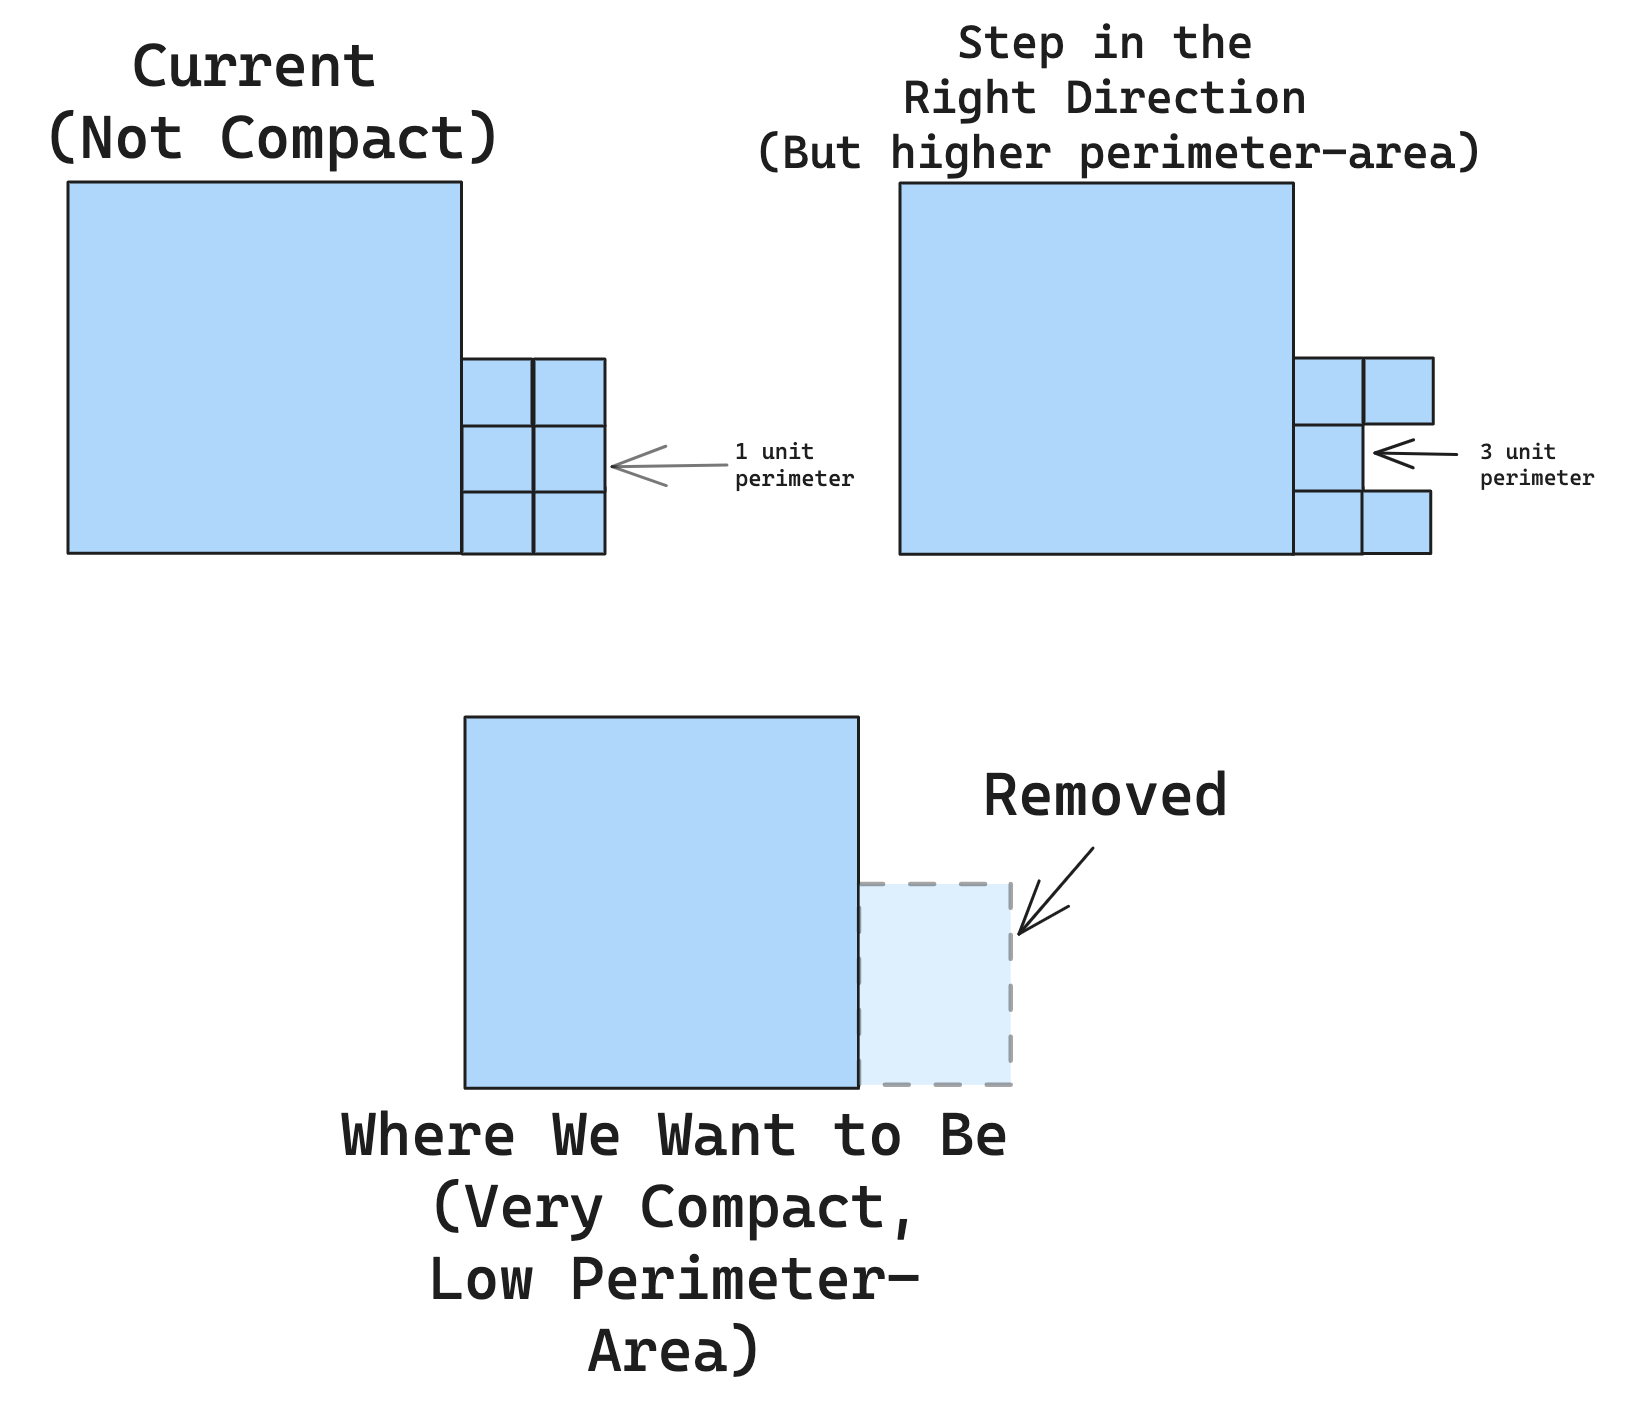 Current
(Not Compact)
Step in the
Right Direction
(But higher perimeter-area)
1 unit
perimeter
3 unit
perimeter
Removed
Where We Want to Be
(Very Compact,
Low Perimeter-
Area)